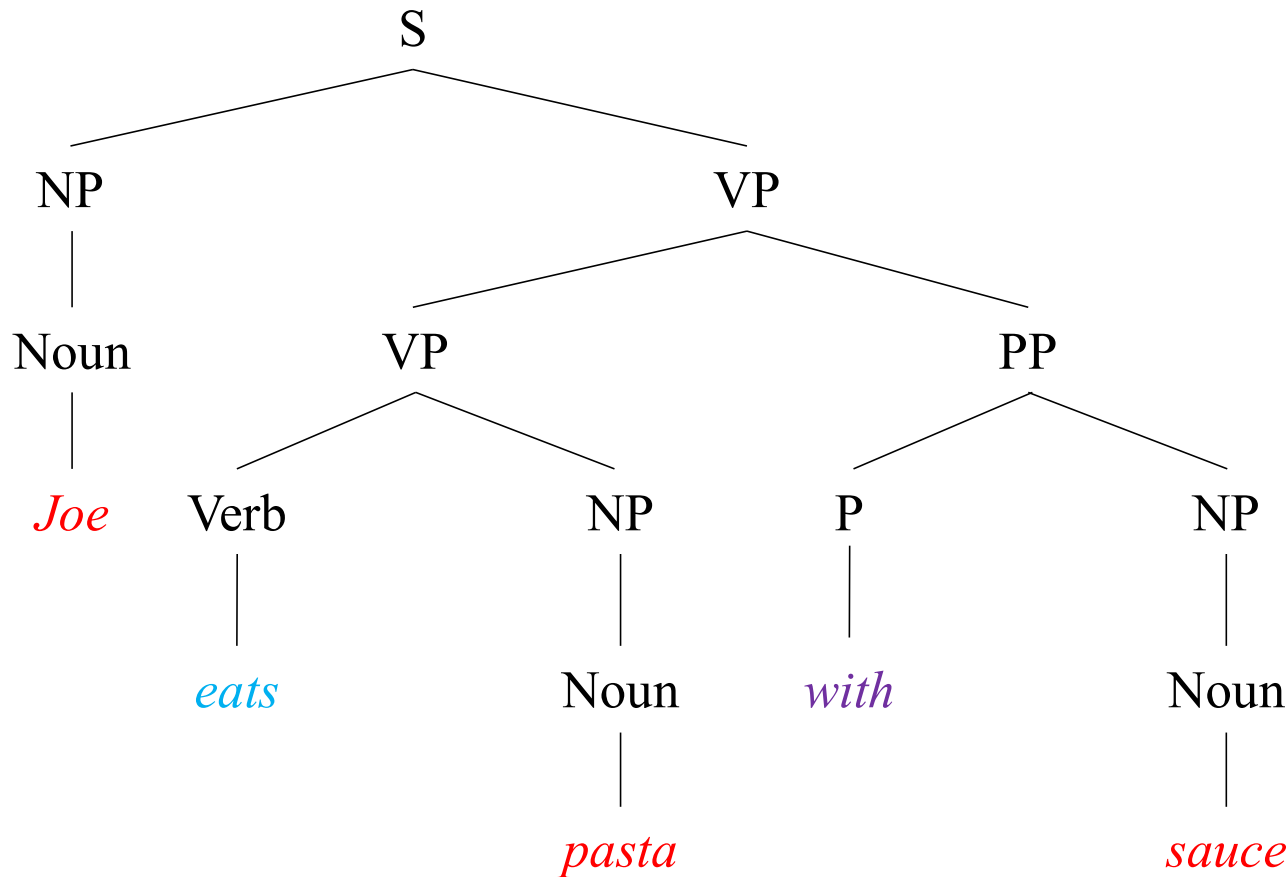 S
NP VP
Noun VP PP
Joe Verb NP P NP
eats Noun with Noun
pasta sauce